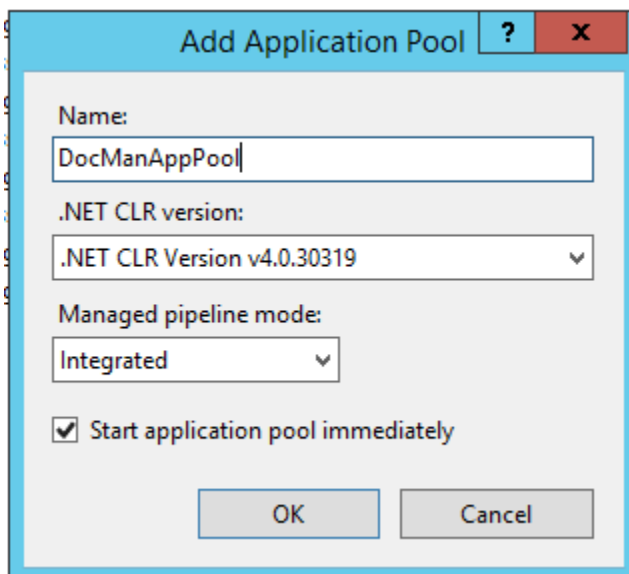 Add Application Pool
?
x
Name:
DocManAppPool
.NET CLR version:
.NET CLR Version v4.0.30319
Managed pipeline mode:
Integrated
Start application pool immediately
OK Cancel